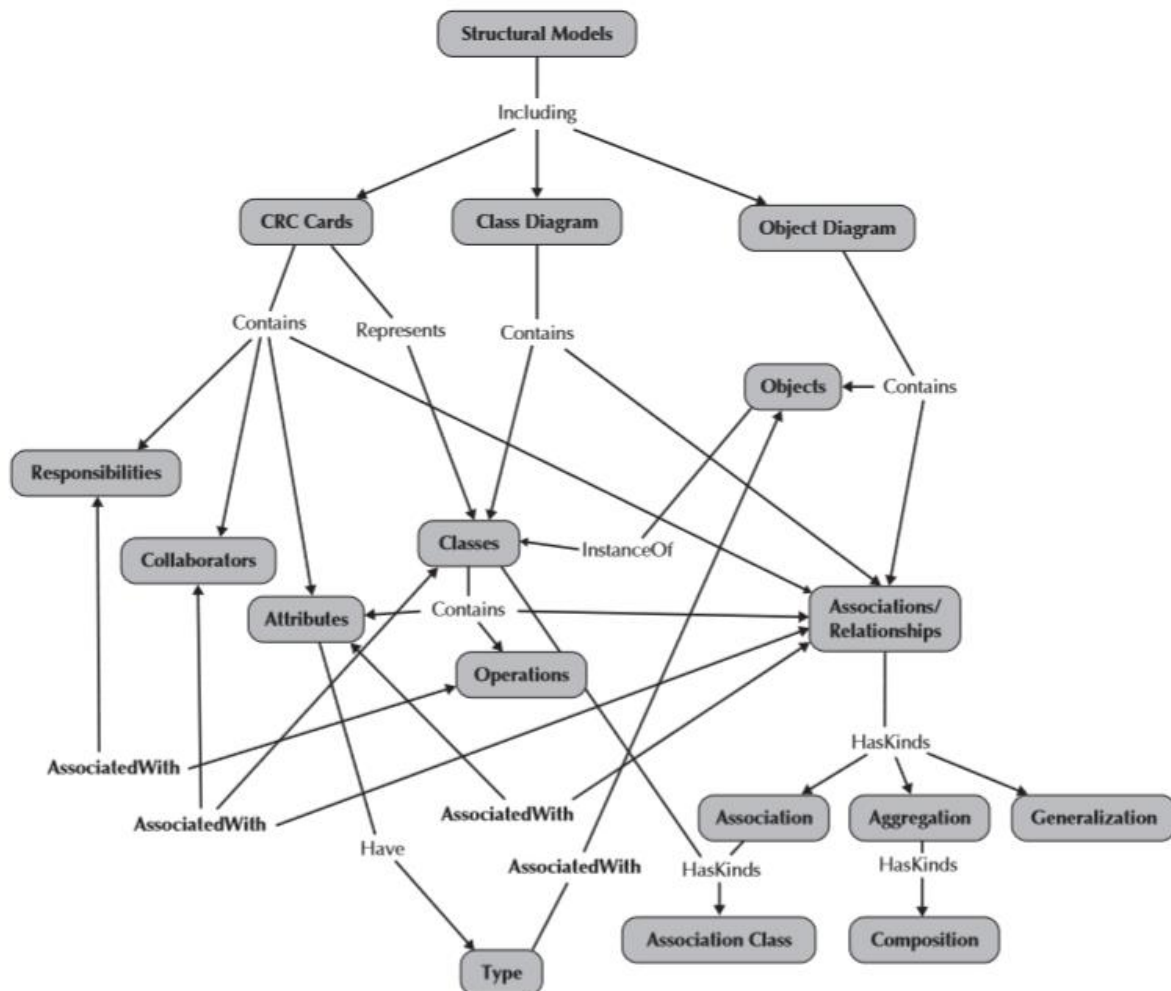 Structural Models
Including
CRC Cards
Class Diagram
Object Diagram
Contains
Represents
Contains
Objects
Contains
Responsibilities
Classes
InstanceOf
Collaborators
Attributes
Contains
Associations/
Relationships
Operations
HasKinds
AssociatedWith
AssociatedWith
AssociatedWith
Association
Aggregation
Generalization
Have
AssociatedWith
HasKinds
HasKinds
Association Class
Composition
Type